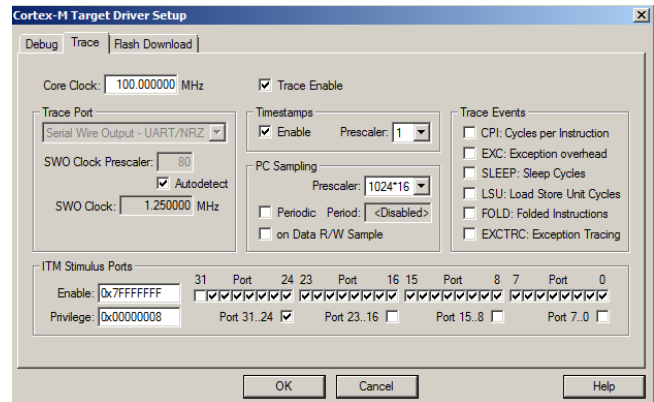 Cortex-M Target Driver Setup
Debug Trace Flash Download
Core Clock: 100.000000 MHz Trace Enable
Trace Port
Serial Wire Output - UART/NRZ
SWO Clock Prescaler: 80
Autodetect
SWO Clock: 1.250000 MHz
Timestamps
Enable Prescaler: 1
PC Sampling
Prescaler: 1024*16
Periodic Period: <Disabled>
on Data R/W Sample
Trace Events
CPI: Cycles per Instruction
EXC: Exception overhead
SLEEP: Sleep Cycles
LSU: Load Store Unit Cycles
FOLD: Folded Instructions
EXCTRC: Exception Tracing
ITM Stimulus Ports
31 Port 24 23 Port 16 15 Port 8 7 Port 0
Enable: 0x7FFFFFFF
Privilege: 0x00000008 Port 31..24 Port 23..16 Port 15..8 Port 7..0
OK Cancel Help